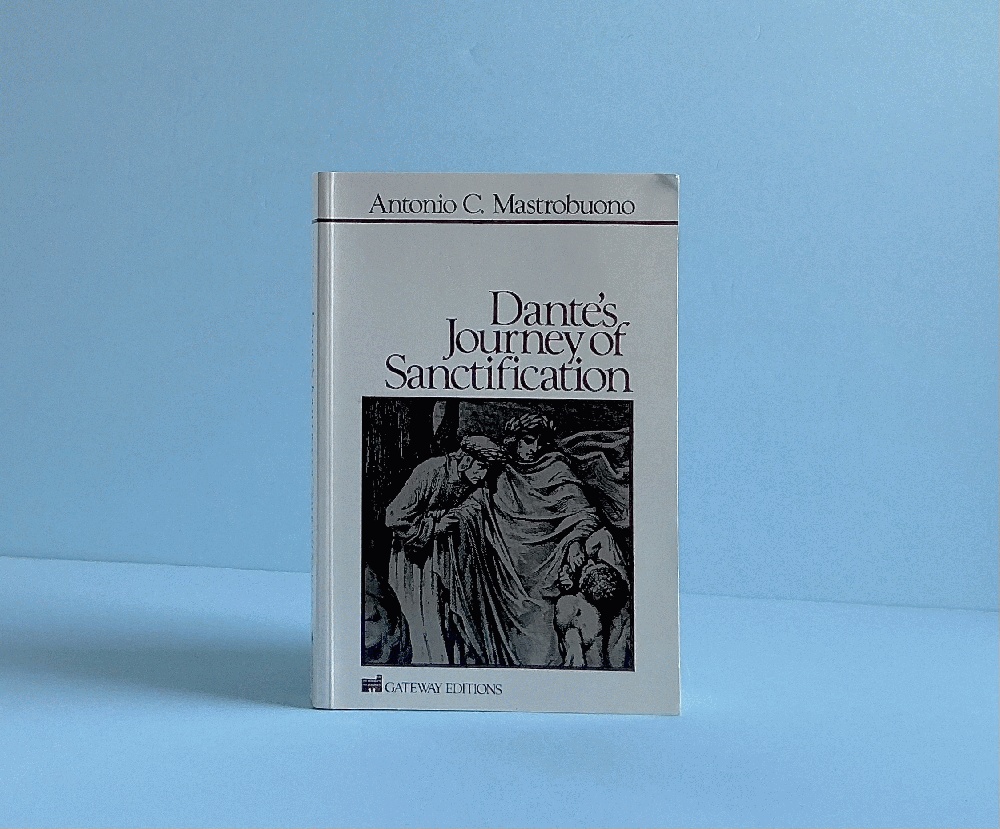 Antonio C. Mastrobuono
Dante's
Journey of
Sanctification
GATEWAY EDITIONS